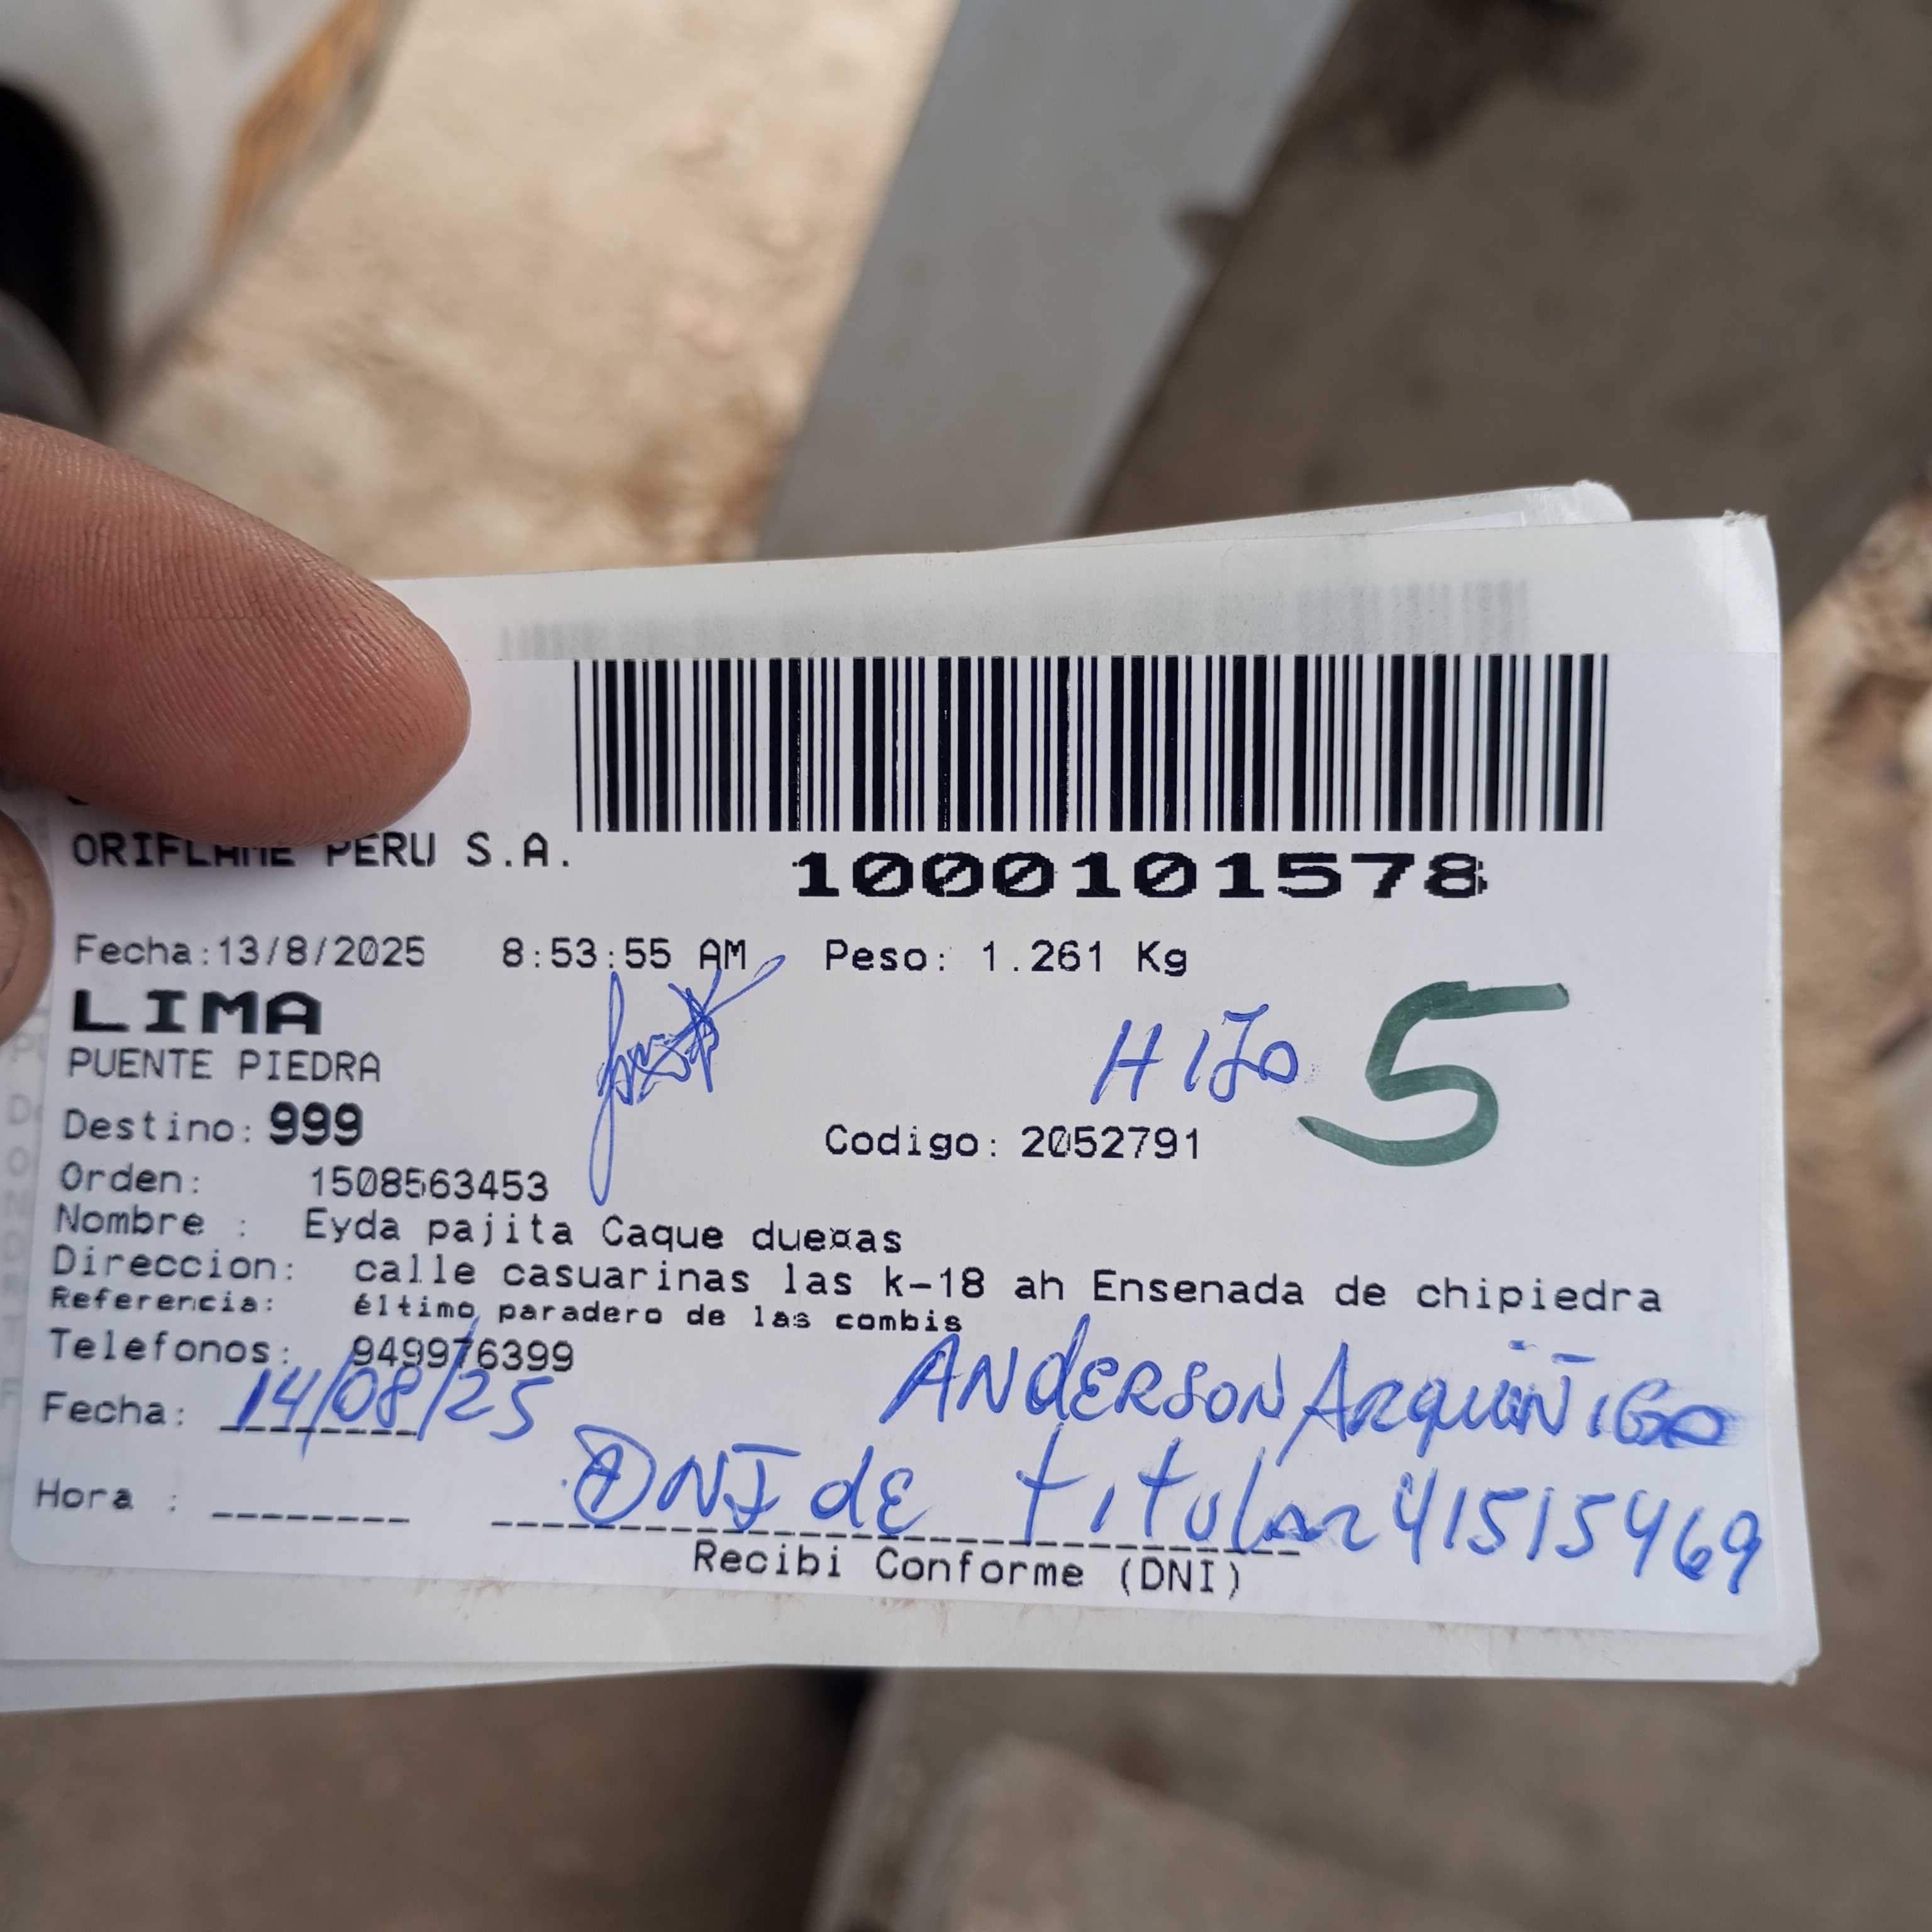 ORIFLAME PERU S.A.
1000101578
Fecha:13/8/2025 8:53:55 AM Peso: 1.261 Kg
LIMA
HIJO 5
PUENTE PIEDRA
Destino: 999
Codigo: 2052791
Orden: 1508563453
Nombre : Eyda pajita Caque due¤as
Direccion: calle casuarinas las k-18 ah Ensenada de chipiedra
Referencia: éltimo paradero de las combis
Telefonos: 949976399
ANdERSON ARQUIÑIGO
Fecha: 14/08/25
DNI dE titular 41515469
Hora : --------
Recibi Conforme (DNI)